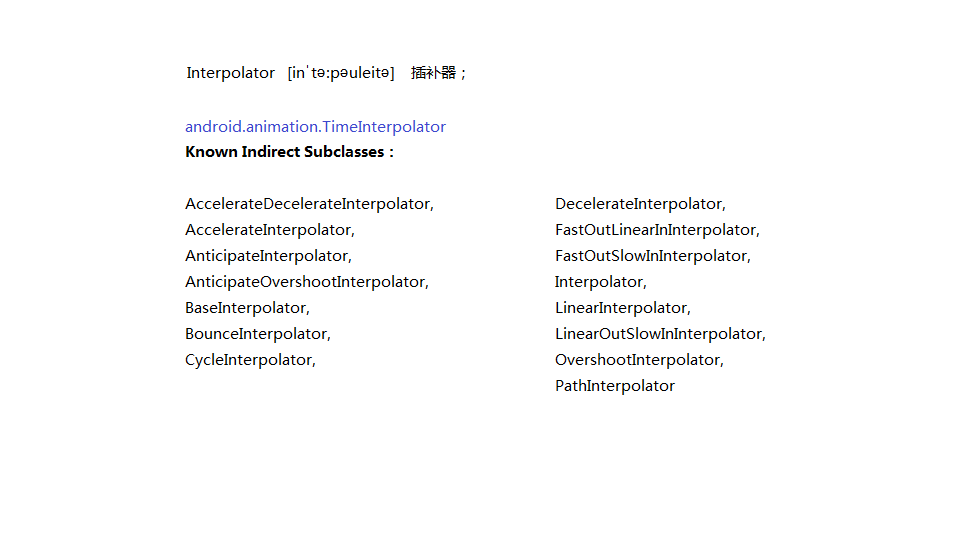 Interpolator [inˈtə:pəuleitə] 插补器；
android.animation.TimeInterpolator
Known Indirect Subclasses：
AccelerateDecelerateInterpolator,
AccelerateInterpolator,
AnticipateInterpolator,
AnticipateOvershootInterpolator,
BaseInterpolator,
BounceInterpolator,
CycleInterpolator,
DecelerateInterpolator,
FastOutLinearInInterpolator,
FastOutSlowInInterpolator,
Interpolator,
LinearInterpolator,
LinearOutSlowInInterpolator,
OvershootInterpolator,
PathInterpolator